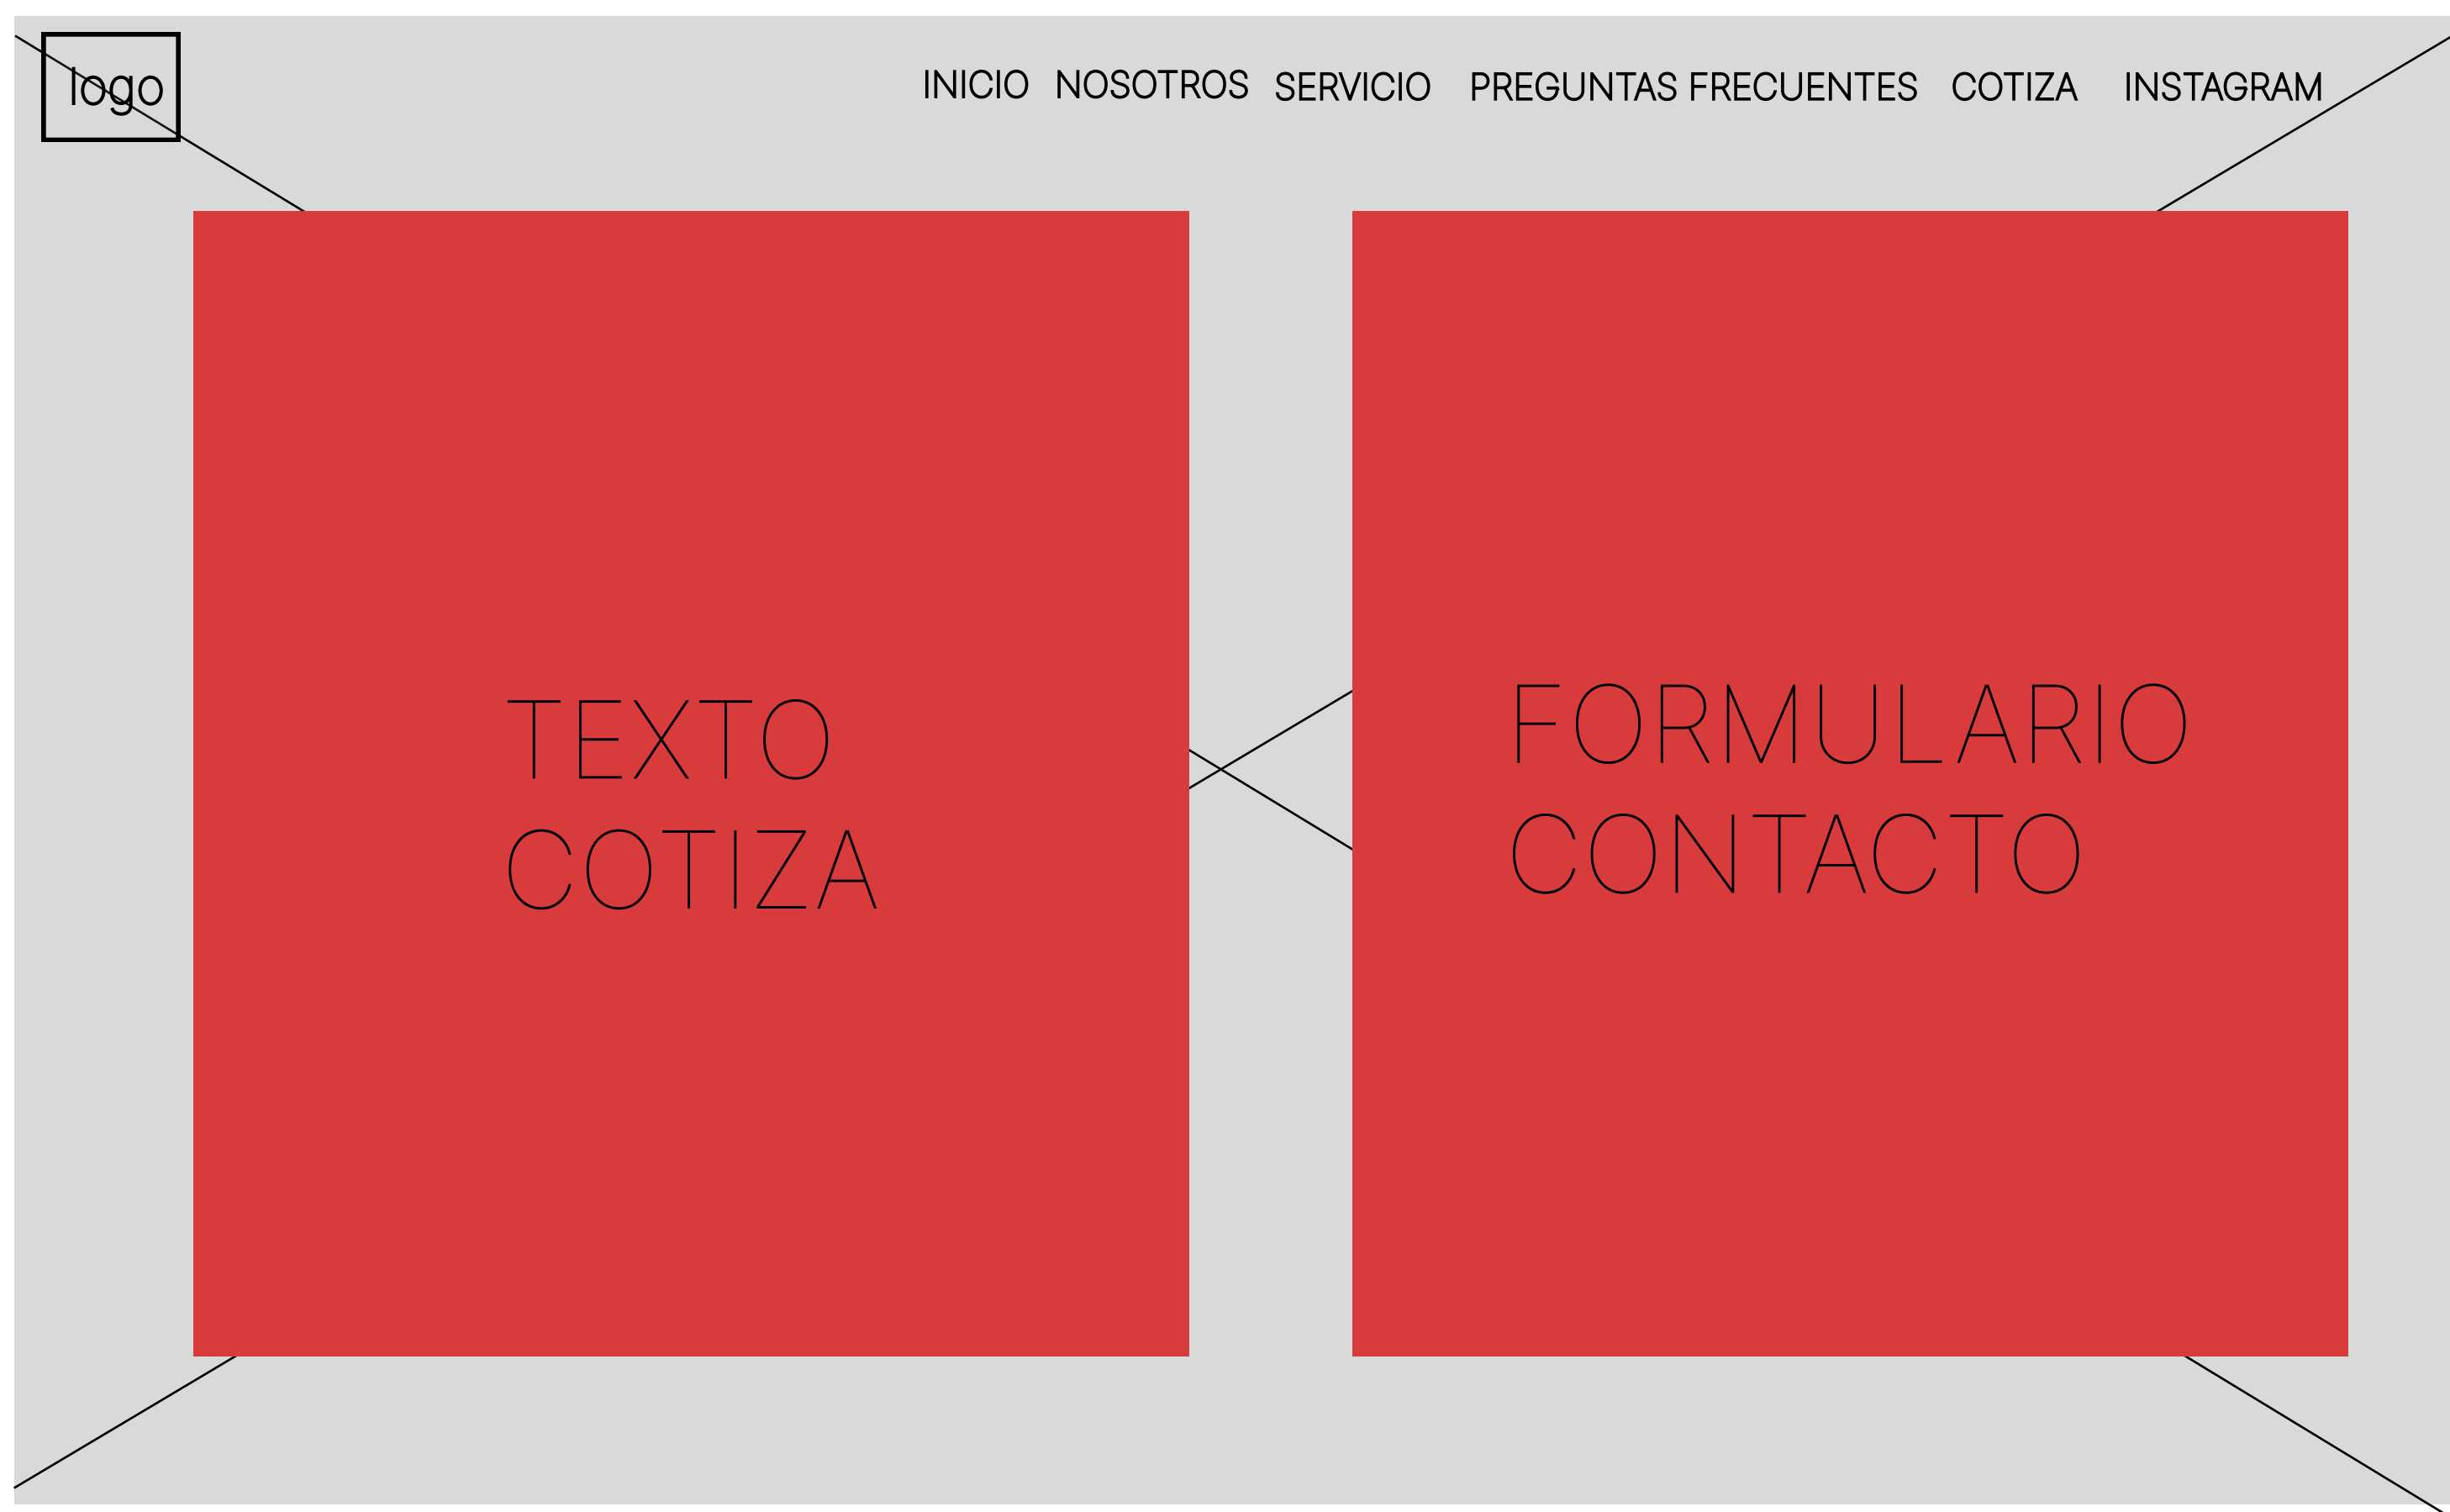 logo
INICIO NOSOTROS SERVICIO PREGUNTAS FRECUENTES COTIZA INSTAGRAM
TEXTO
COTIZA
FORMULARIO
CONTACTO